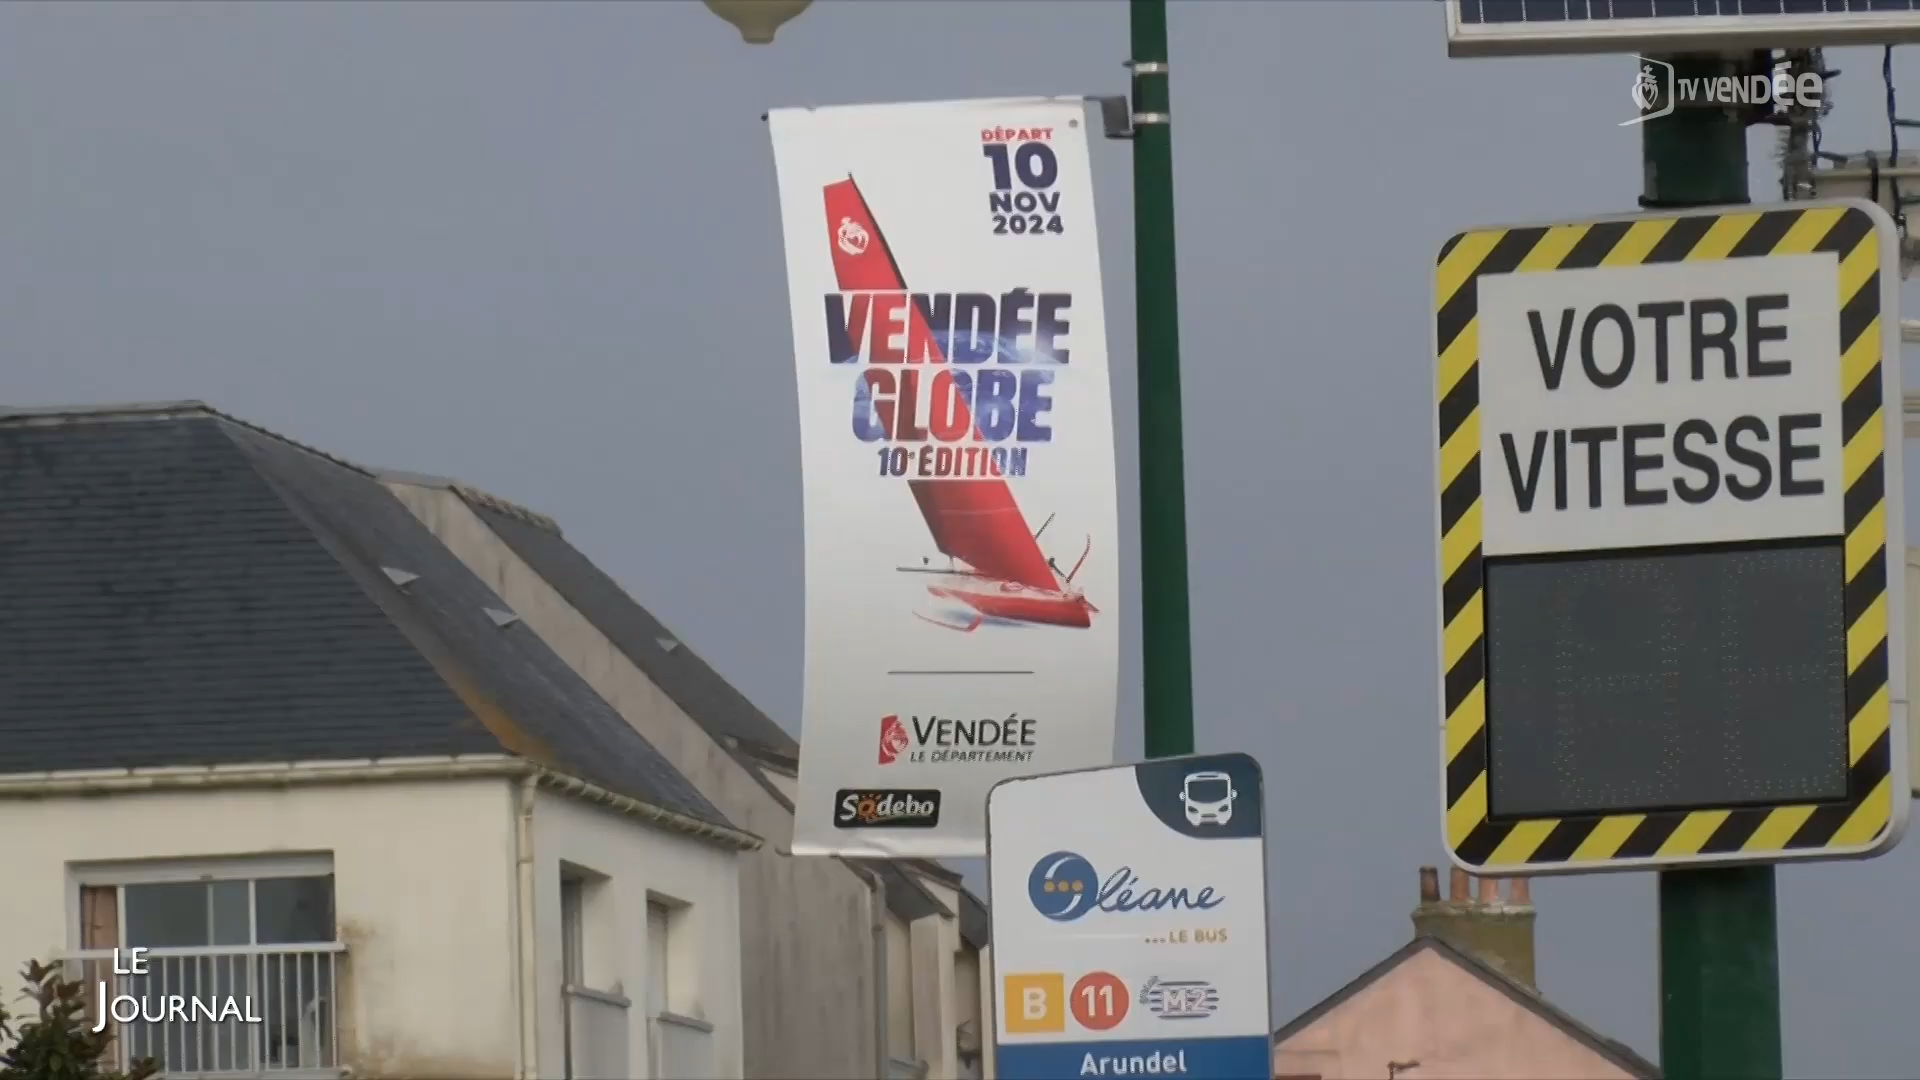 TV VENDÉE
DÉPART
10
NOV
2024
VENDÉE
GLOBE
10e ÉDITION
VENDÉE
LE DÉPARTEMENT
Sodebo
VOTRE
VITESSE
Oléane
...LE BUS
B 11 M2
Arundel
LE
JOURNAL